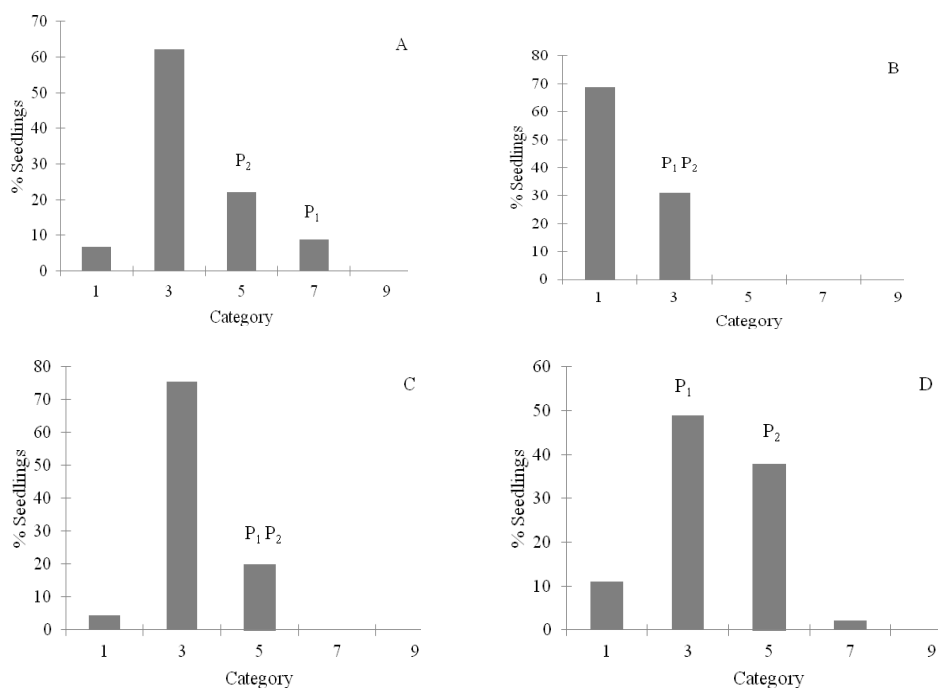 A
% Seedlings
70
60
50
40
30
20
10
0
P₂
P₁
1 3 5 7 9
Category
B
% Seedlings
80
70
60
50
40
30
20
10
0
P₁ P₂
1 3 5 7 9
Category
C
% Seedlings
80
70
60
50
40
30
20
10
0
P₁ P₂
1 3 5 7 9
Category
D
% Seedlings
60
50
40
30
20
10
0
P₁
P₂
1 3 5 7 9
Category